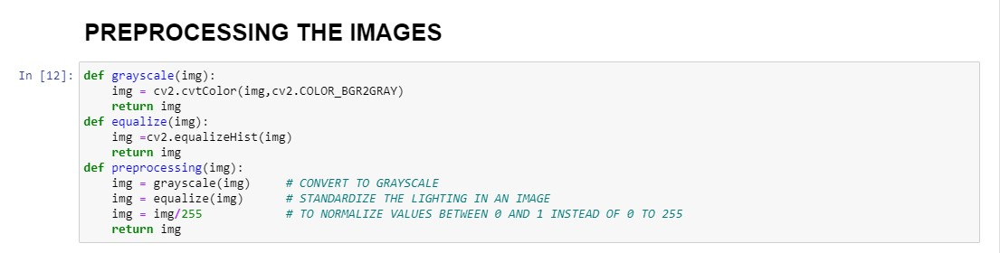 PREPROCESSING THE IMAGES
In [12]: def grayscale(img):
    img = cv2.cvtColor(img,cv2.COLOR_BGR2GRAY)
    return img
def equalize(img):
    img =cv2.equalizeHist(img)
    return img
def preprocessing(img):
    img = grayscale(img)     # CONVERT TO GRAYSCALE
    img = equalize(img)      # STANDARDIZE THE LIGHTING IN AN IMAGE
    img = img/255            # TO NORMALIZE VALUES BETWEEN 0 AND 1 INSTEAD OF 0 TO 255
    return img